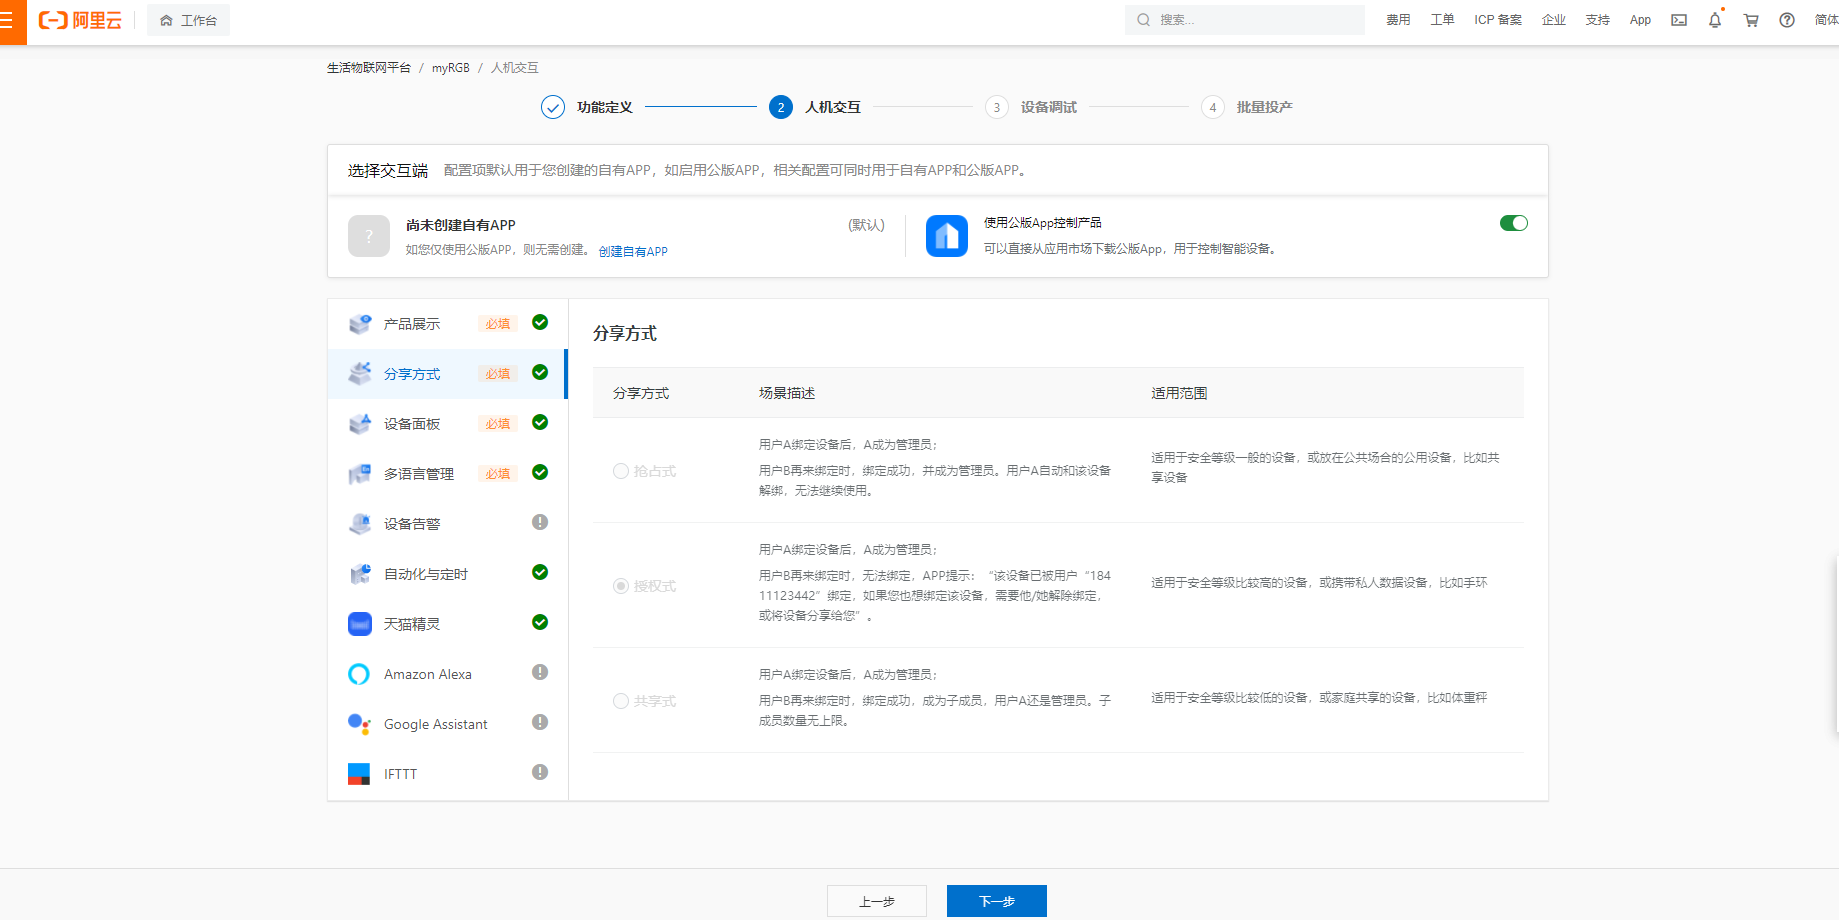 阿里云
工作台
搜索...
费用
工单
ICP 备案
企业
支持
App
简体
生活物联网平台 / myRGB / 人机交互
功能定义
2 人机交互
3 设备调试
4 批量投产
选择交互端 配置项默认用于您创建的自有APP，如启用公版APP，相关配置可同时用于自有APP和公版APP。
?
尚未创建自有APP
(默认)
如您仅使用公版APP，则无需创建。 创建自有APP
使用公版App控制产品
可以直接从应用市场下载公版App，用于控制智能设备。
产品展示 必填
分享方式 必填
设备面板 必填
多语言管理 必填
设备告警
自动化与定时
天猫精灵
Amazon Alexa
Google Assistant
IFTTT
分享方式
分享方式 场景描述 适用范围
抢占式
用户A绑定设备后，A成为管理员；
用户B再来绑定时，绑定成功，并成为管理员。用户A自动和该设备
解绑，无法继续使用。
适用于安全等级一般的设备，或放在公共场合的公用设备，比如共
享设备
授权式
用户A绑定设备后，A成为管理员；
用户B再来绑定时，无法绑定，APP提示：“该设备已被用户“184
11123442”绑定，如果您也想绑定该设备，需要他/她解除绑定，
或将设备分享给您”。
适用于安全等级比较高的设备，或携带私人数据设备，比如手环
共享式
用户A绑定设备后，A成为管理员；
用户B再来绑定时，绑定成功，成为子成员，用户A还是管理员。子
成员数量无上限。
适用于安全等级比较低的设备，或家庭共享的设备，比如体重秤
上一步
下一步